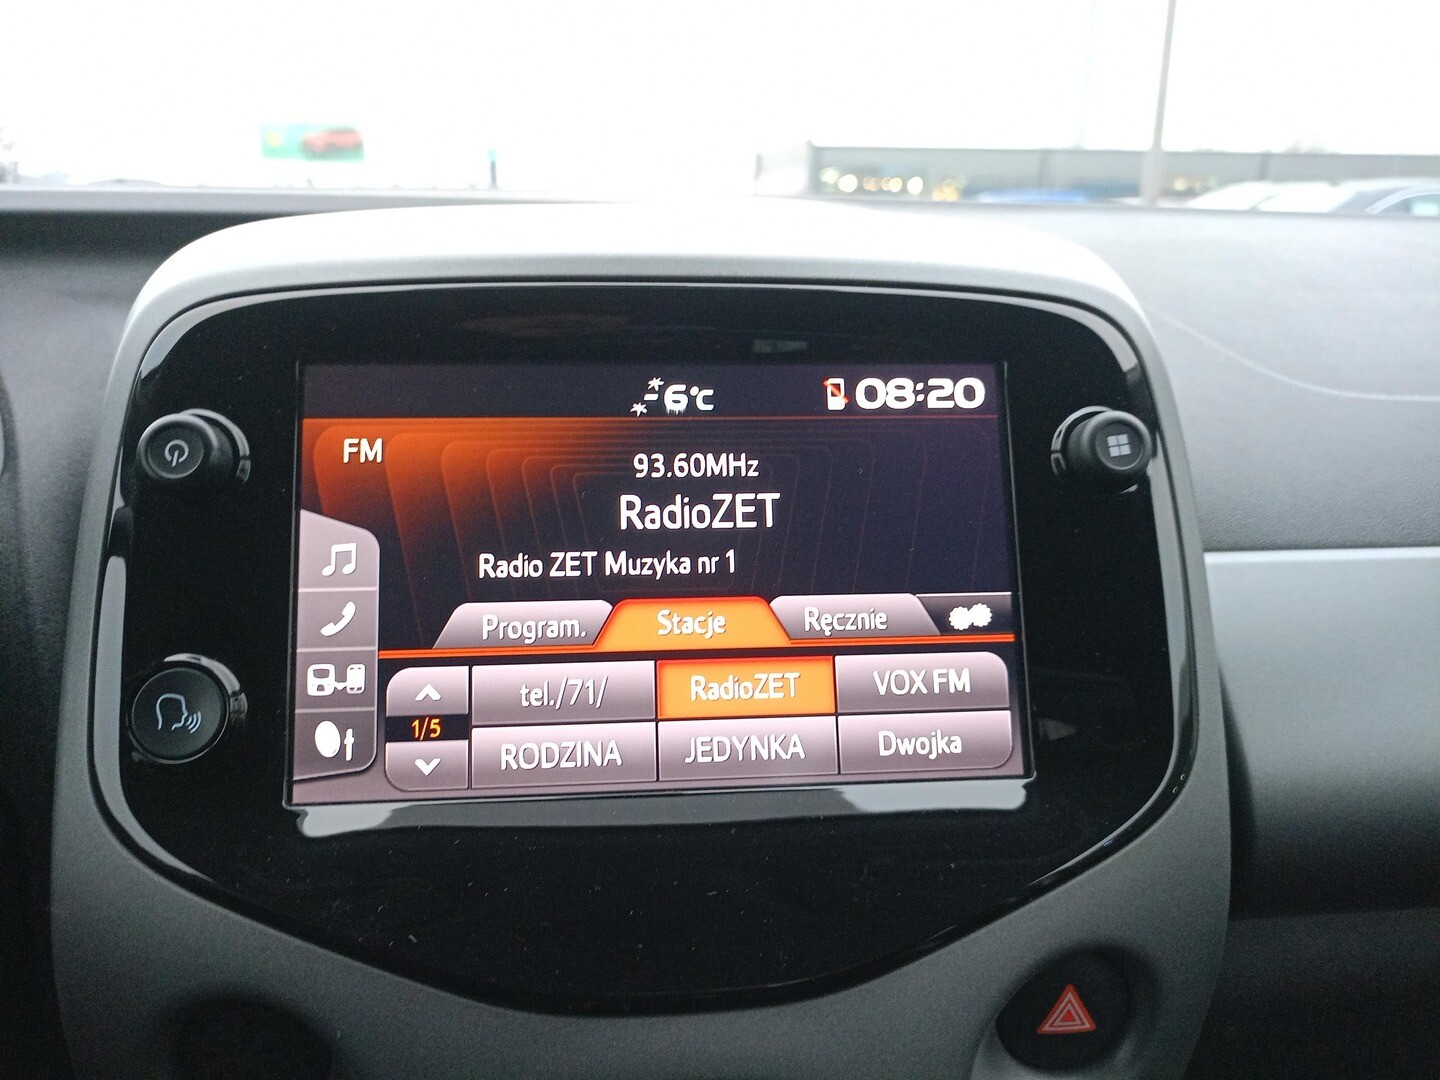 -6°C
08:20
FM
93.60MHz
RadioZET
Radio ZET Muzyka nr 1
Program.
Stacje
Ręcznie
1/5
tel./71/
RadioZET
VOX FM
RODZINA
JEDYNKA
Dwojka